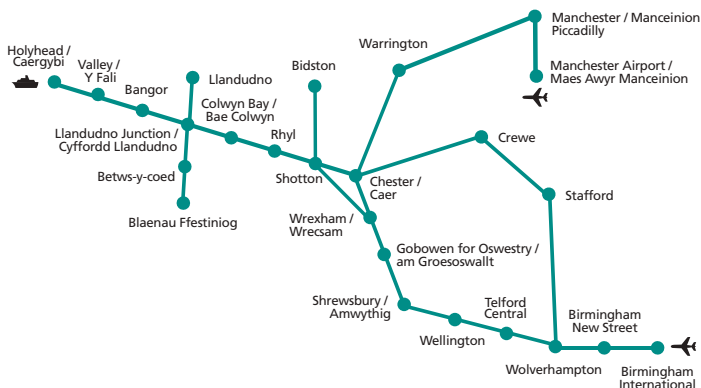 Holyhead /
Caergybi
Valley /
Y Fali
Bangor
Llandudno
Llandudno Junction /
Cyffordd Llandudno
Betws-y-coed
Blaenau Ffestiniog
Colwyn Bay /
Bae Colwyn
Rhyl
Bidston
Shotton
Warrington
Manchester / Manceinion
Piccadilly
Manchester Airport /
Maes Awyr Manceinion
Crewe
Stafford
Chester /
Caer
Wrexham /
Wrecsam
Gobowen for Oswestry /
am Groesoswallt
Shrewsbury /
Amwythig
Wellington
Telford
Central
Wolverhampton
Birmingham
New Street
Birmingham
International